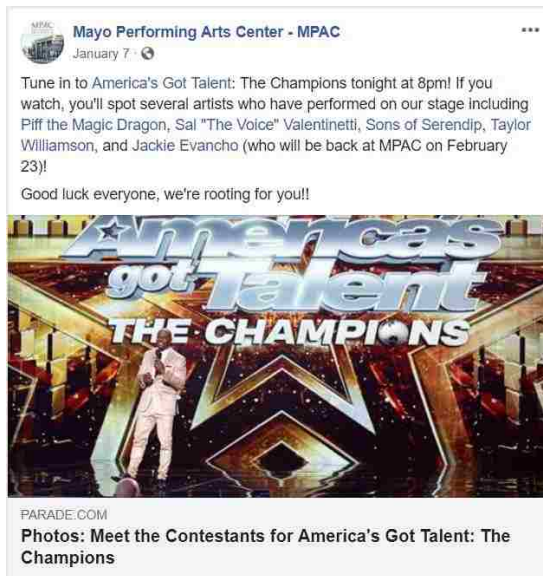 Mayo Performing Arts Center - MPAC
January 7 ·
Tune in to America's Got Talent: The Champions tonight at 8pm! If you
watch, you'll spot several artists who have performed on our stage including
Piff the Magic Dragon, Sal "The Voice" Valentinetti, Sons of Serendip, Taylor
Williamson, and Jackie Evancho (who will be back at MPAC on February
23)!
Good luck everyone, we're rooting for you!!
America's
got Talent
THE CHAMPIONS
PARADE.COM
Photos: Meet the Contestants for America's Got Talent: The
Champions